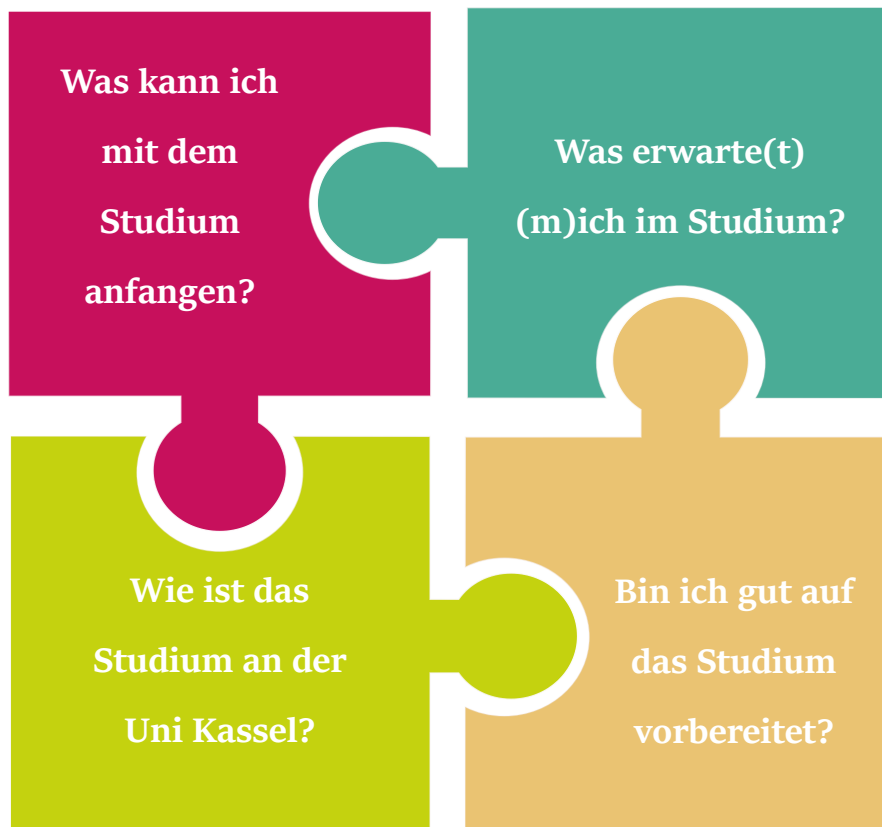 Was kann ich
mit dem
Studium
anfangen?
Was erwarte(t)
(m)ich im Studium?
Wie ist das
Studium an der
Uni Kassel?
Bin ich gut auf
das Studium
vorbereitet?